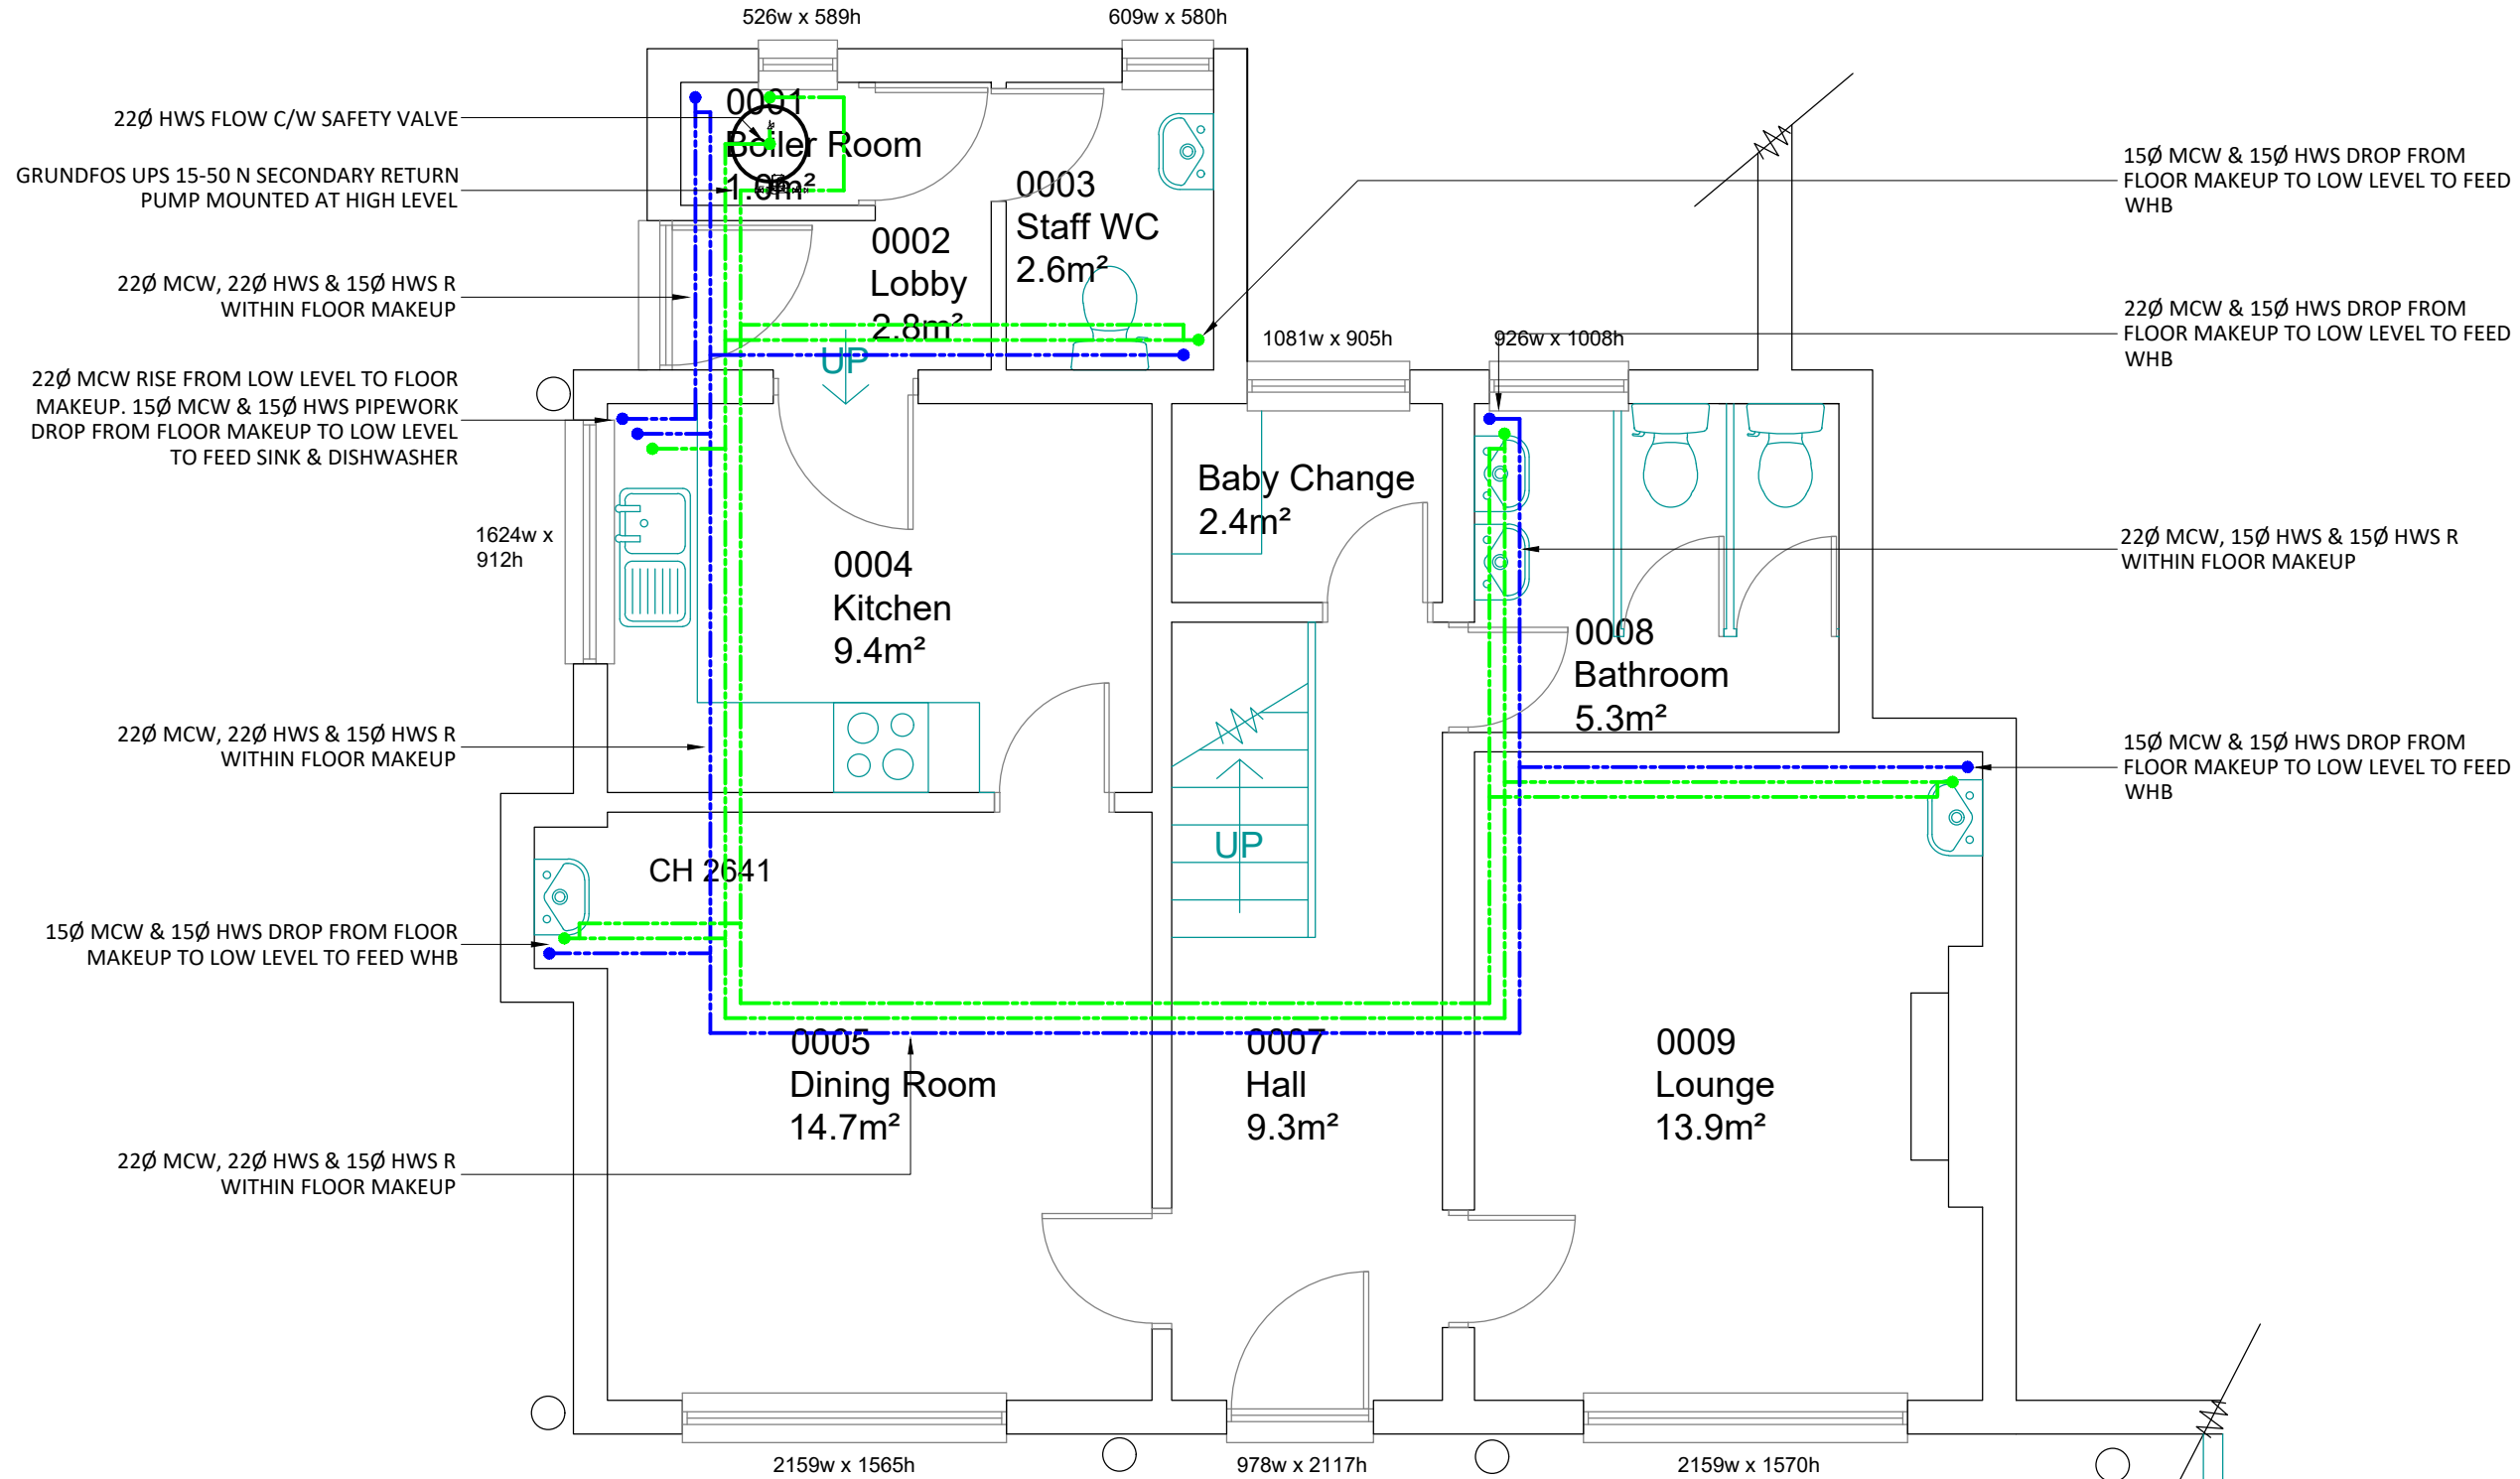 526w x 589h
609w x 580h
22Ø HWS FLOW C/W SAFETY VALVE
GRUNDFOS UPS 15-50 N SECONDARY RETURN
PUMP MOUNTED AT HIGH LEVEL
22Ø MCW, 22Ø HWS & 15Ø HWS R
WITHIN FLOOR MAKEUP
22Ø MCW RISE FROM LOW LEVEL TO FLOOR
MAKEUP. 15Ø MCW & 15Ø HWS PIPEWORK
DROP FROM FLOOR MAKEUP TO LOW LEVEL
TO FEED SINK & DISHWASHER
1624w x
912h
22Ø MCW, 22Ø HWS & 15Ø HWS R
WITHIN FLOOR MAKEUP
15Ø MCW & 15Ø HWS DROP FROM FLOOR
MAKEUP TO LOW LEVEL TO FEED WHB
22Ø MCW, 22Ø HWS & 15Ø HWS R
WITHIN FLOOR MAKEUP
0001
Boiler Room
0002
Lobby
2.8m²
UP
0003
Staff WC
2.6m²
1081w x 905h
926w x 1008h
Baby Change
2.4m²
0004
Kitchen
9.4m²
0008
Bathroom
5.3m²
UP
CH 2641
0005
Dining Room
14.7m²
0007
Hall
9.3m²
0009
Lounge
13.9m²
15Ø MCW & 15Ø HWS DROP FROM
FLOOR MAKEUP TO LOW LEVEL TO FEED
WHB
22Ø MCW & 15Ø HWS DROP FROM
FLOOR MAKEUP TO LOW LEVEL TO FEED
WHB
22Ø MCW, 15Ø HWS & 15Ø HWS R
WITHIN FLOOR MAKEUP
15Ø MCW & 15Ø HWS DROP FROM
FLOOR MAKEUP TO LOW LEVEL TO FEED
WHB
2159w x 1565h
978w x 2117h
2159w x 1570h